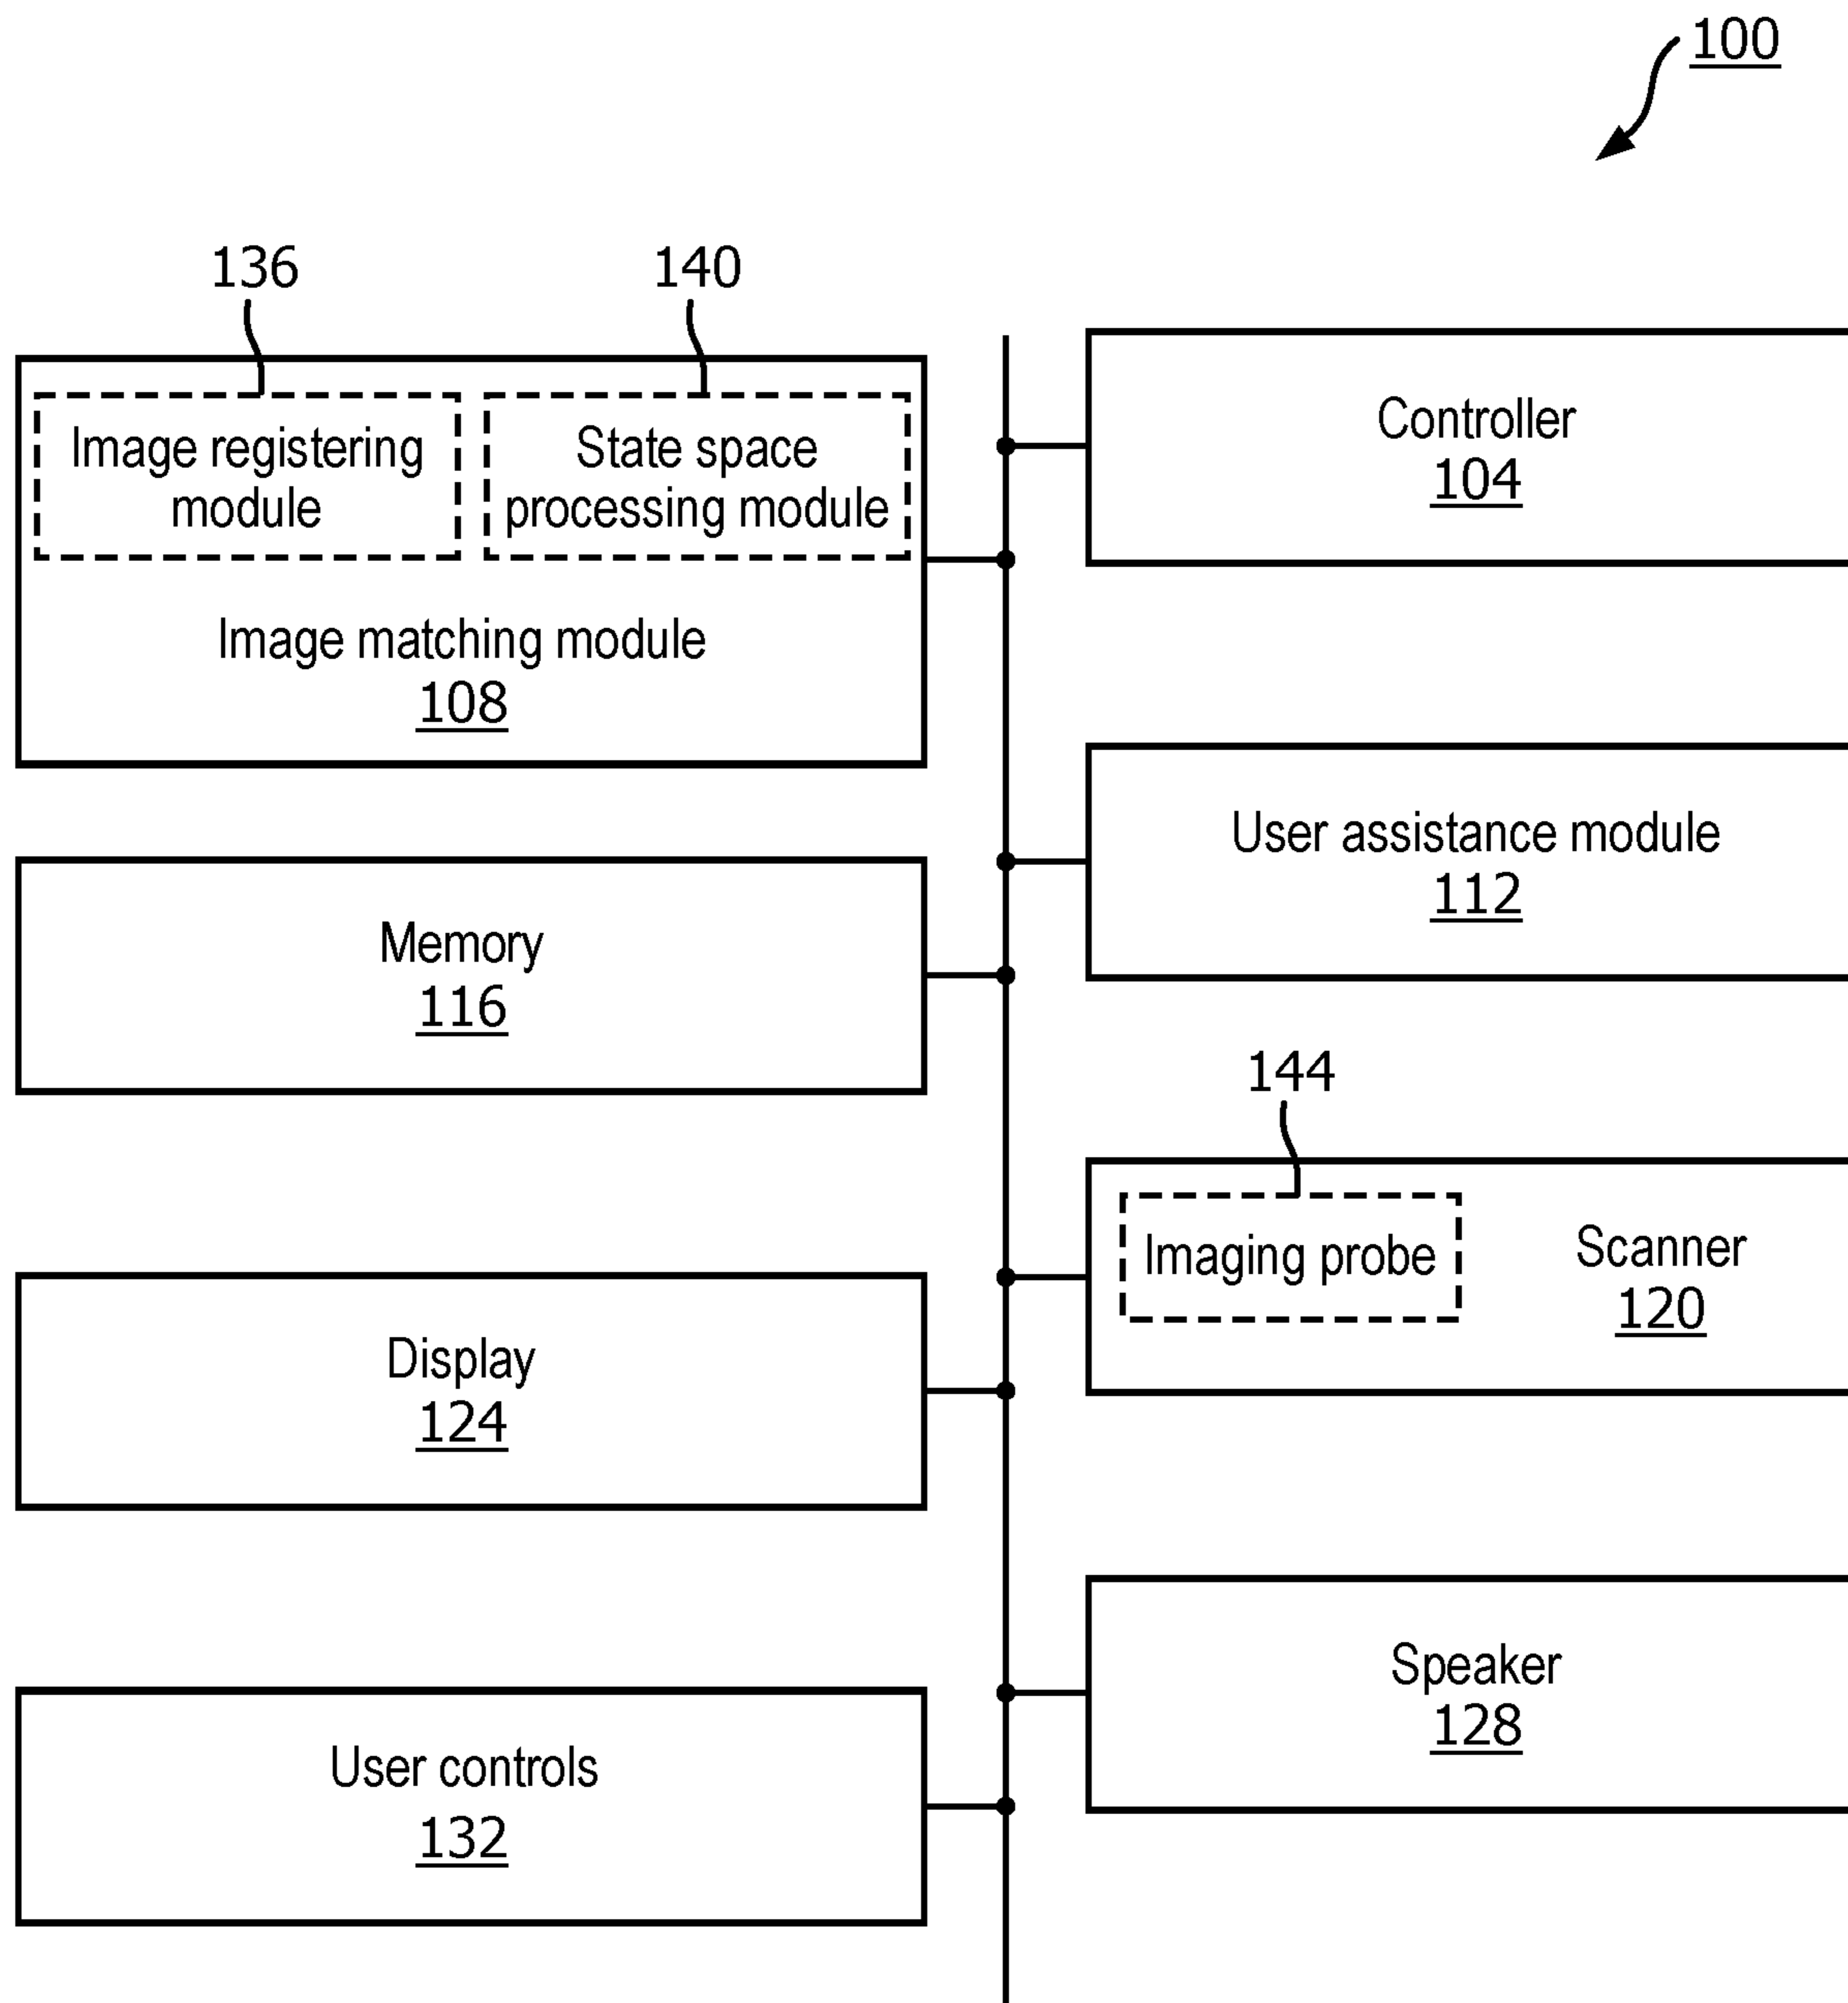 100
136
140
Image registering
module
State space
processing module
Image matching module
108
Controller
104
User assistance module
112
Memory
116
144
Imaging probe
Scanner
120
Display
124
Speaker
128
User controls
132